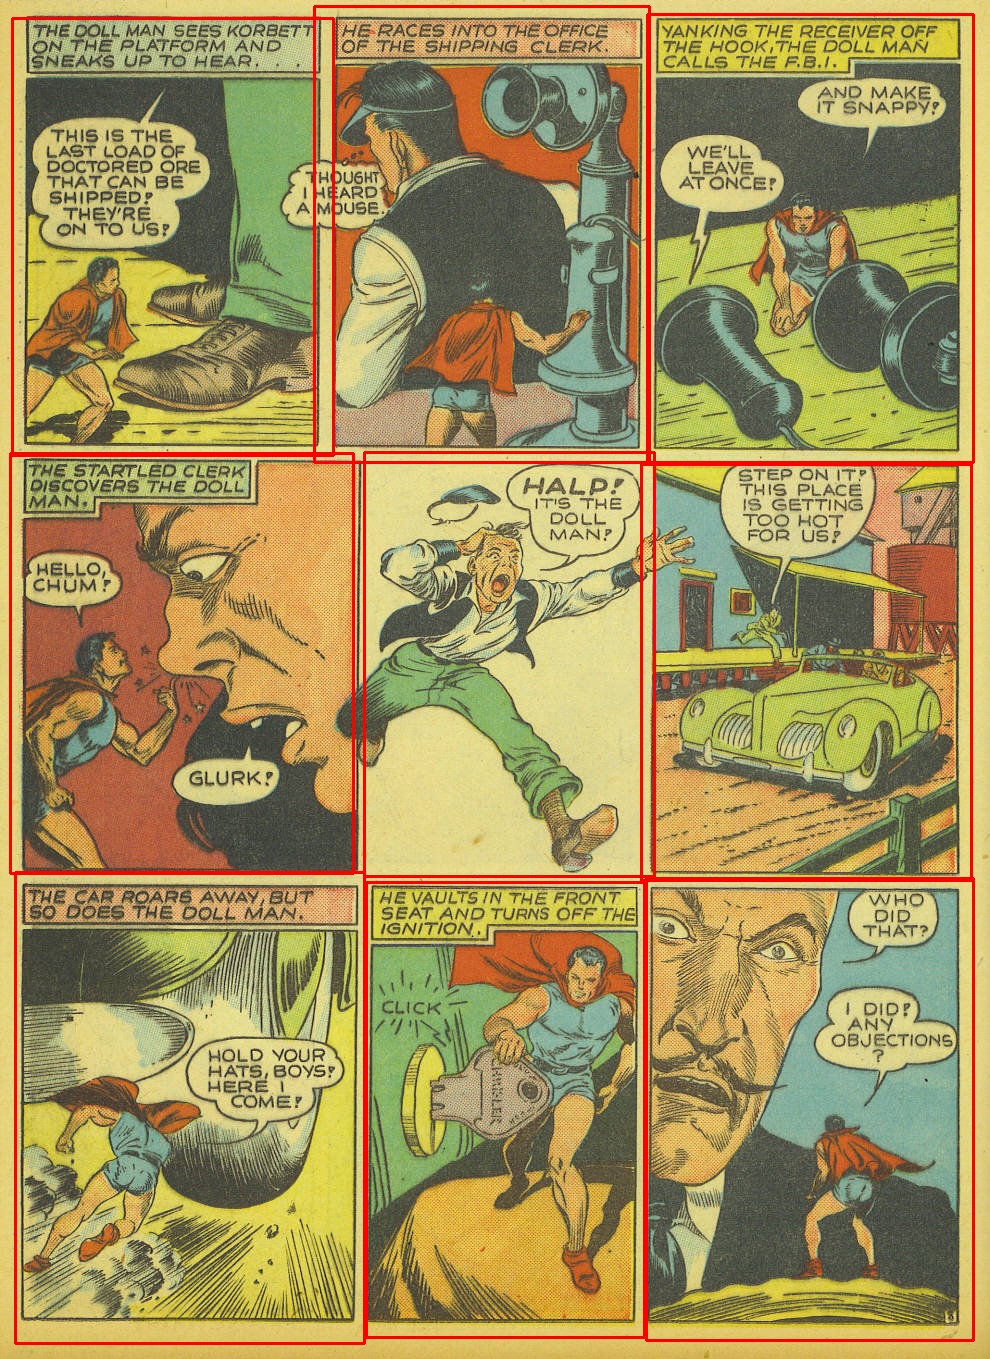 THE DOLL MAN SEES KORBETT
ON THE PLATFORM AND
SNEAKS UP TO HEAR. . .
THIS IS THE
LAST LOAD OF
DOCTORED ORE
THAT CAN BE
SHIPPED!
THEY'RE
ON TO US!
HE RACES INTO THE OFFICE
OF THE SHIPPING CLERK.
THOUGHT
I HEARD
A MOUSE..
YANKING THE RECEIVER OFF
THE HOOK, THE DOLL MAN
CALLS THE F.B.I.
AND MAKE
IT SNAPPY!
WE'LL
LEAVE
AT ONCE!
THE STARTLED CLERK
DISCOVERS THE DOLL
MAN.
HELLO,
CHUM!
GLURK!
HALP!
IT'S THE
DOLL
MAN!
STEP ON IT!
THIS PLACE
IS GETTING
TOO HOT
FOR US!
THE CAR ROARS AWAY, BUT
SO DOES THE DOLL MAN.
HOLD YOUR
HATS, BOYS!
HERE I
COME!
HE VAULTS IN THE FRONT
SEAT AND TURNS OFF THE
IGNITION.
CLICK
WHO
DID
THAT?
I DID!
ANY
OBJECTIONS
?